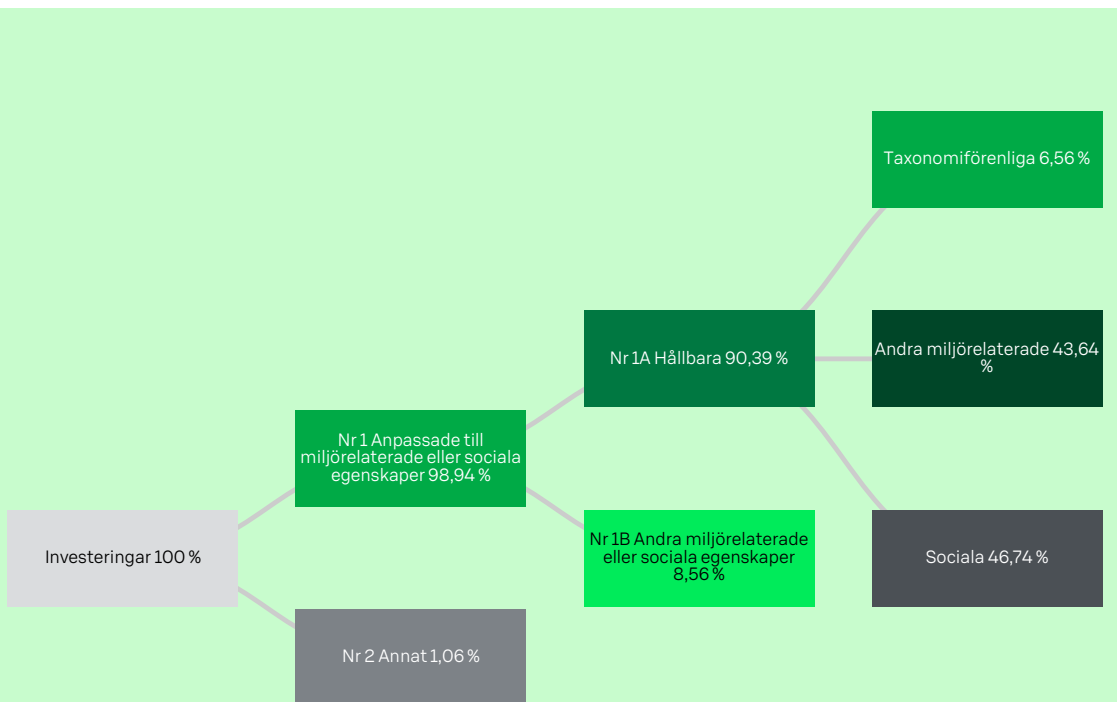 Taxonomiförenliga 6,56 %
Nr 1A Hållbara 90,39 %
Andra miljörelaterade 43,64
%
Nr 1 Anpassade till
miljörelaterade eller sociala
egenskaper 98,94 %
Investeringar 100 %
Nr 1B Andra miljörelaterade
eller sociala egenskaper
8,56 %
Sociala 46,74 %
Nr 2 Annat 1,06 %